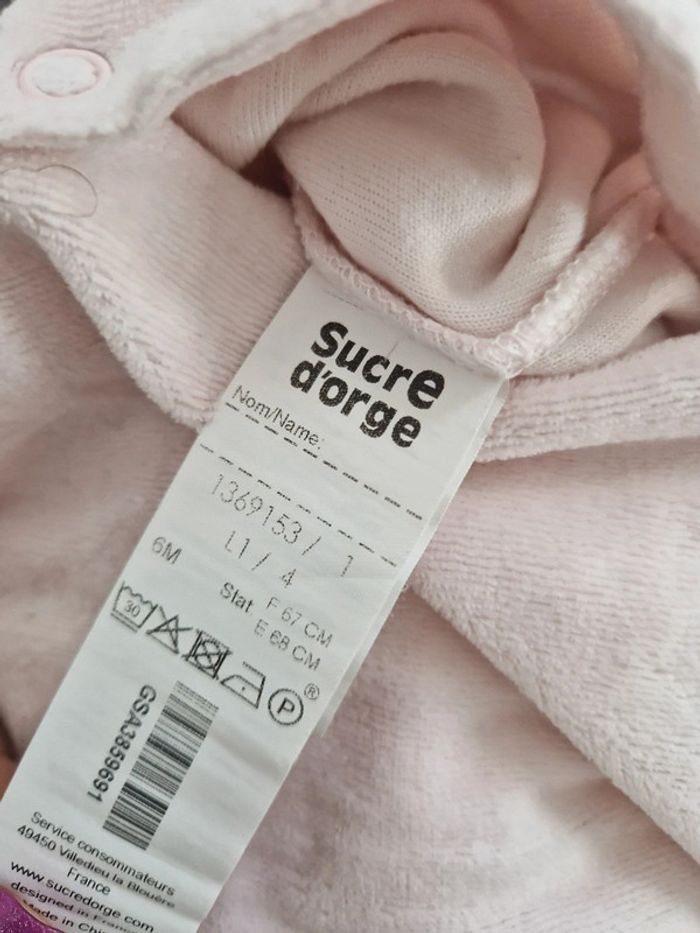 Sucre
d'orge
Nom/Name:
1369153 / 1
L1 / 4
6M
Stat F 67 CM
E 68 CM
30
P
®
GSA3859691
Service consommateurs
49450 Villedieu la Blouère
France
www.sucredorge.com
designed in France
Made in